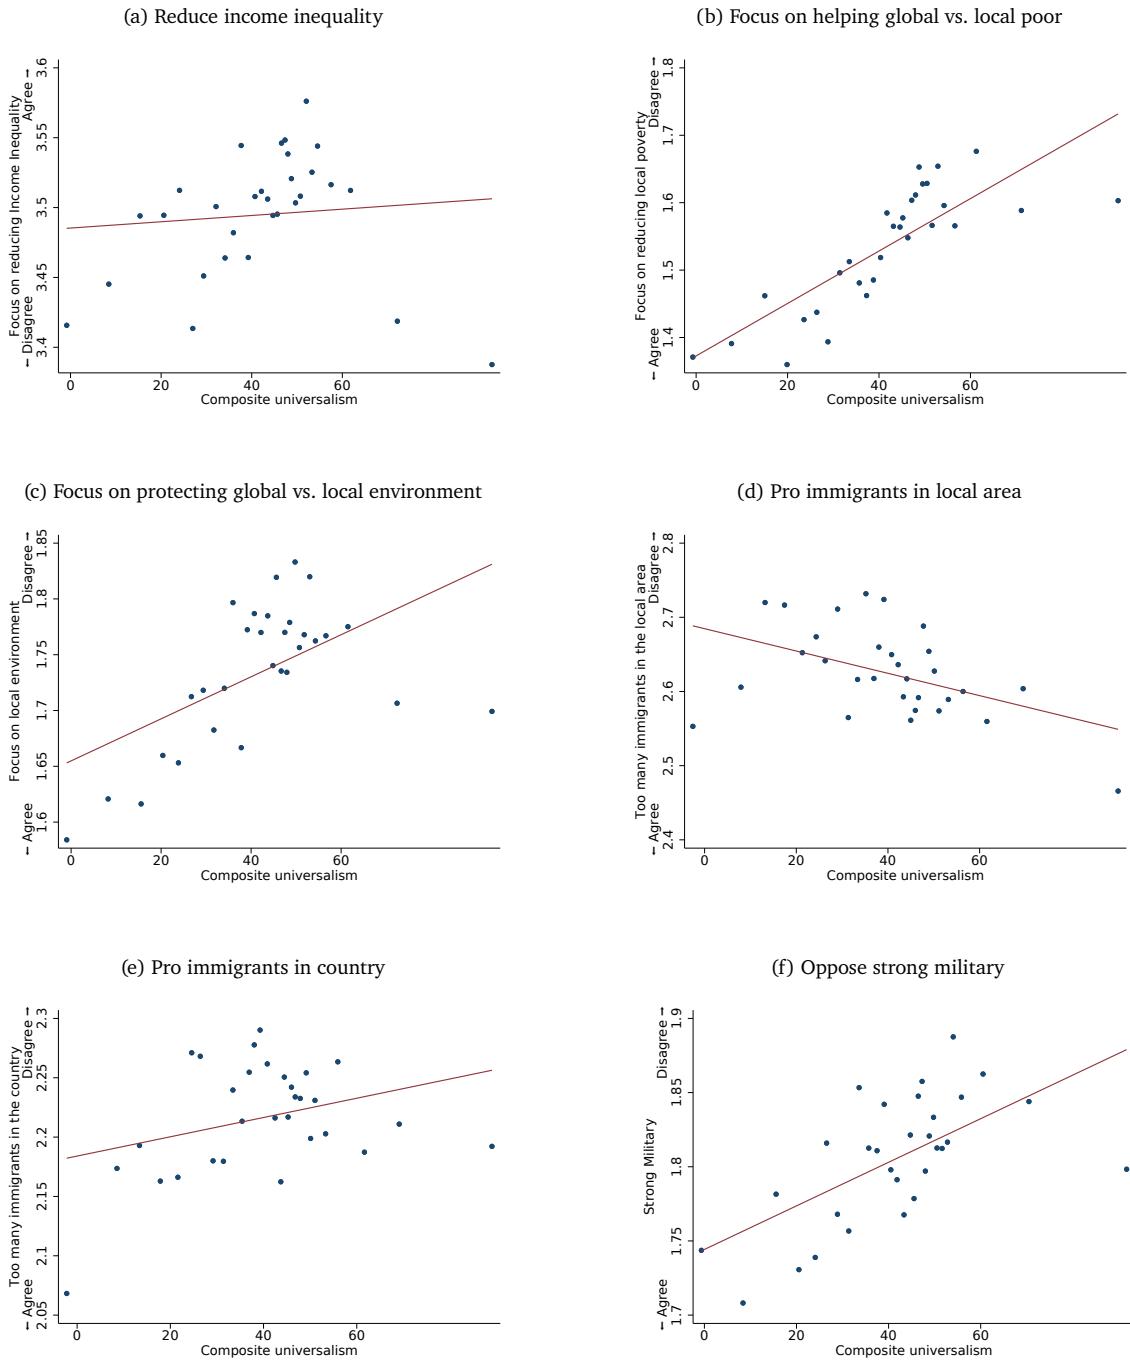 (a) Reduce income inequality
Focus on reducing Income Inequality
← Disagree Agree →
3.4 3.45 3.5 3.55 3.6
0 20 40 60
Composite universalism
(b) Focus on helping global vs. local poor
Focus on reducing local poverty
← Agree Disagree →
1.4 1.5 1.6 1.7 1.8
0 20 40 60
Composite universalism
(c) Focus on protecting global vs. local environment
Focus on local environment
← Agree Disagree →
1.6 1.65 1.7 1.75 1.8 1.85
0 20 40 60
Composite universalism
(d) Pro immigrants in local area
Too many immigrants in the local area
← Agree Disagree →
2.4 2.5 2.6 2.7 2.8
0 20 40 60
Composite universalism
(e) Pro immigrants in country
Too many immigrants in the country
← Agree Disagree →
2.05 2.1 2.15 2.2 2.25 2.3
0 20 40 60
Composite universalism
(f) Oppose strong military
Strong Military
← Agree Disagree →
1.7 1.75 1.8 1.85 1.9
0 20 40 60
Composite universalism